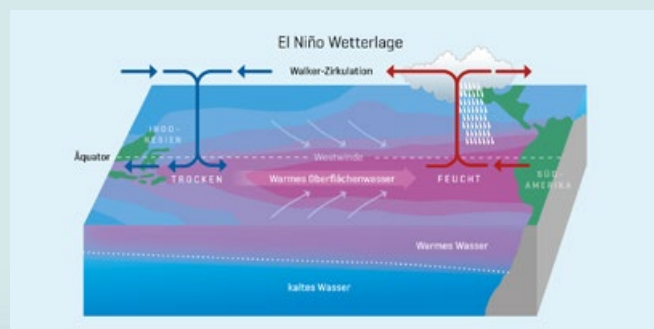 El Niño Wetterlage
Walker-Zirkulation
INDO-
NESIEN
Äquator
Westwinde
TROCKEN
Warmes Oberflächenwasser
FEUCHT
SÜD-
AMERIKA
Warmes Wasser
kaltes Wasser